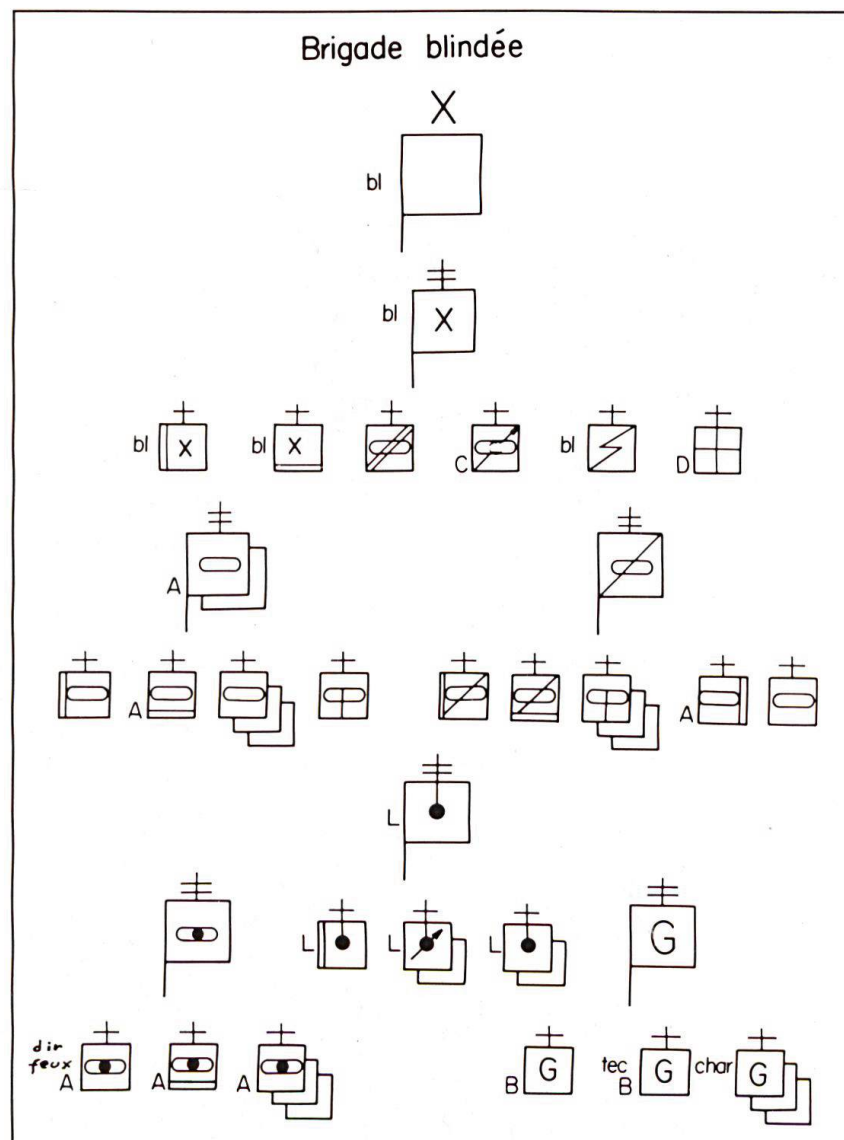 Brigade blindée
X
bl
bl X
bl X bl X C bl D
A
A A
L
L L L G
dir
feux A A A B G tec B G char G